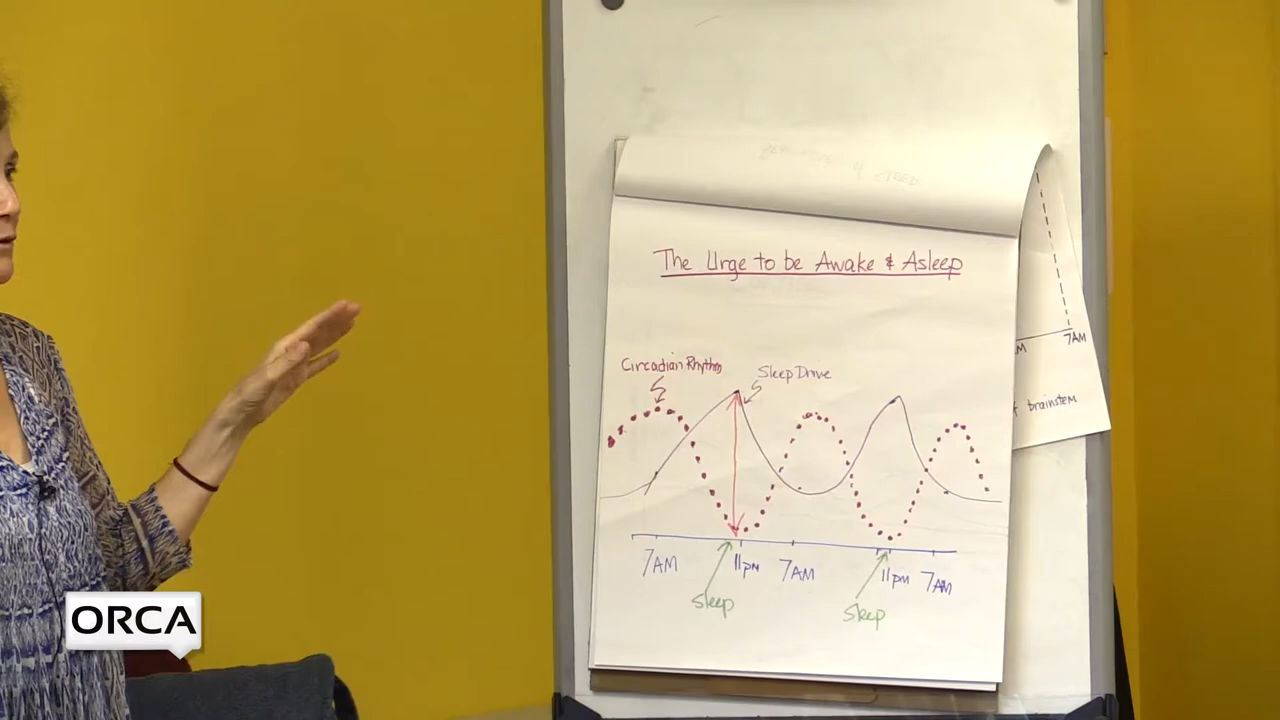 The Urge to be Awake & Asleep
Circadian Rhythm
Sleep Drive
7AM
11pm
7AM
11pm
7AM
Sleep
Sleep
7AM
brainstem
ORCA